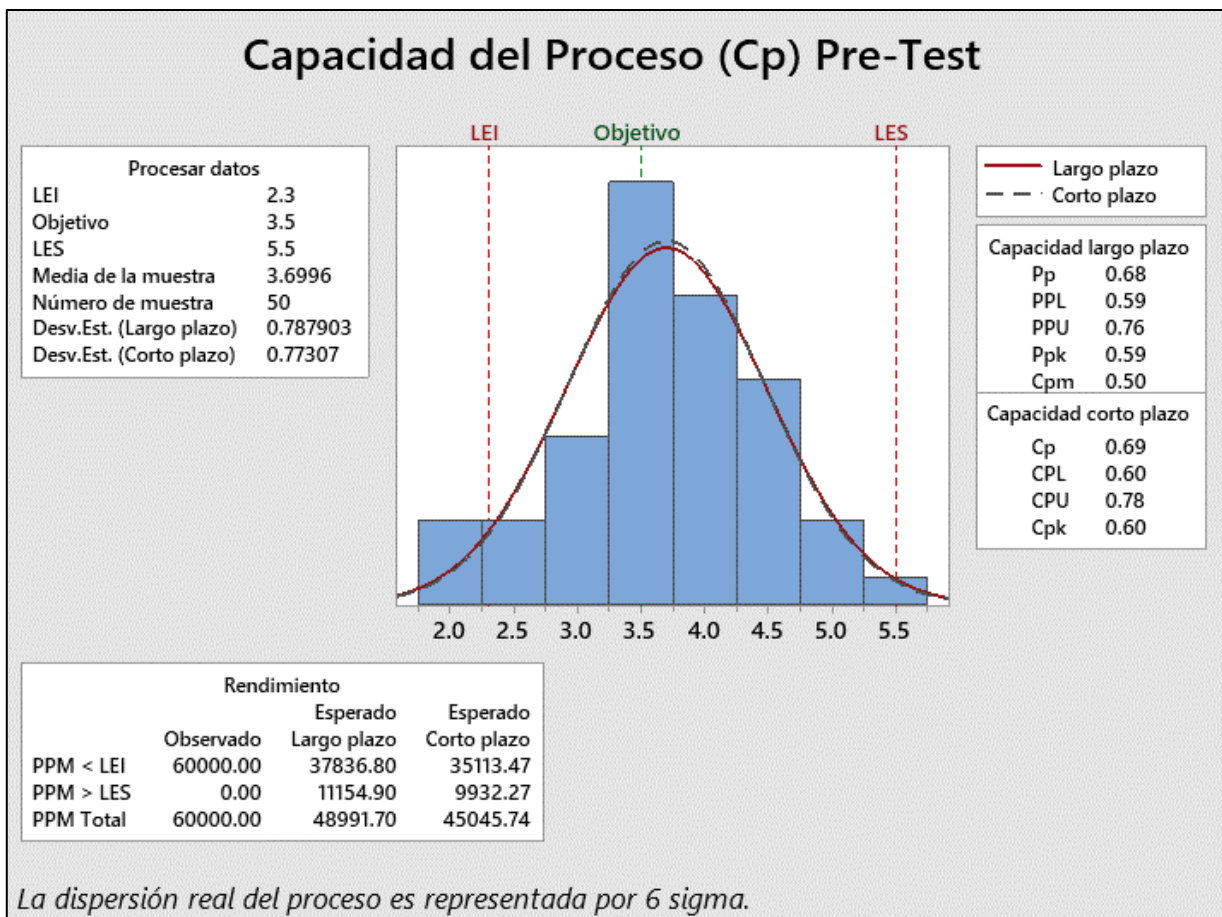 Capacidad del Proceso (Cp) Pre-Test
LEI Objetivo LES
Procesar datos
LEI 2.3
Objetivo 3.5
LES 5.5
Media de la muestra 3.6996
Número de muestra 50
Desv.Est. (Largo plazo) 0.787903
Desv.Est. (Corto plazo) 0.77307
Largo plazo
Corto plazo
Capacidad largo plazo
Pp 0.68
PPL 0.59
PPU 0.76
Ppk 0.59
Cpm 0.50
Capacidad corto plazo
Cp 0.69
CPL 0.60
CPU 0.78
Cpk 0.60
2.0 2.5 3.0 3.5 4.0 4.5 5.0 5.5
Rendimiento
Esperado Esperado
Observado Largo plazo Corto plazo
PPM < LEI 60000.00 37836.80 35113.47
PPM > LES 0.00 11154.90 9932.27
PPM Total 60000.00 48991.70 45045.74
La dispersión real del proceso es representada por 6 sigma.